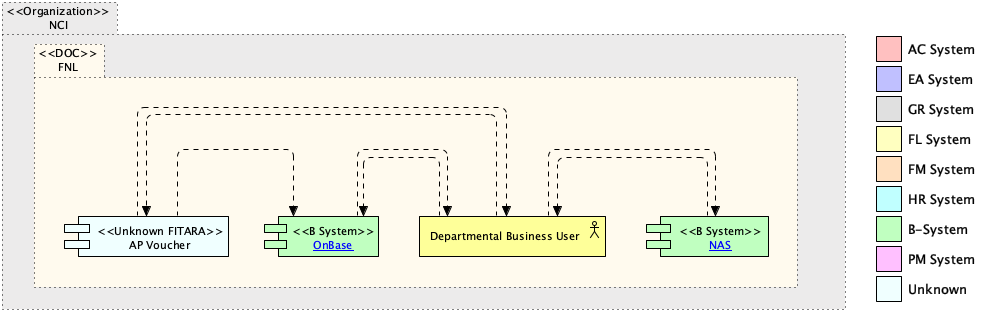 <<Organization>>
NCI
<<DOC>>
FNL
<<Unknown FITARA>>
AP Voucher
<<B System>>
OnBase
Departmental Business User
<<B System>>
NAS
AC System
EA System
GR System
FL System
FM System
HR System
B-System
PM System
Unknown